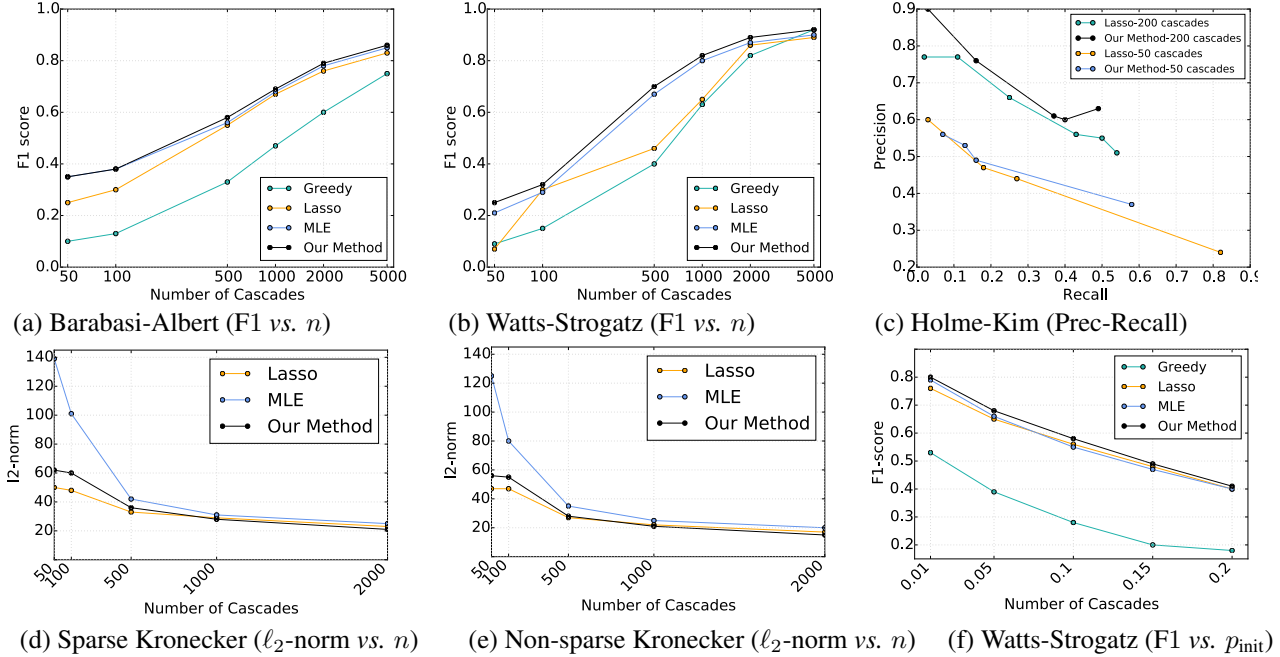 1.0
0.8
0.6
0.4
0.2
0.0
F1 score
50 100 500 1000 2000 5000
Number of Cascades
Greedy
Lasso
MLE
Our Method
(a) Barabasi-Albert (F1 vs. n)
1.0
0.8
0.6
0.4
0.2
0.0
F1 score
50 100 500 1000 2000 5000
Number of Cascades
Greedy
Lasso
MLE
Our Method
(b) Watts-Strogatz (F1 vs. n)
0.9
0.8
0.7
0.6
0.5
0.4
0.3
0.2
Precision
0.0 0.1 0.2 0.3 0.4 0.5 0.6 0.7 0.8 0.9
Recall
Lasso-200 cascades
Our Method-200 cascades
Lasso-50 cascades
Our Method-50 cascades
(c) Holme-Kim (Prec-Recall)
140
120
100
80
60
40
20
l2-norm
50 100 500 1000 2000
Number of Cascades
Lasso
MLE
Our Method
(d) Sparse Kronecker (ℓ2-norm vs. n)
140
120
100
80
60
40
20
l2-norm
50 100 500 1000 2000
Number of Cascades
Lasso
MLE
Our Method
(e) Non-sparse Kronecker (ℓ2-norm vs. n)
0.8
0.7
0.6
0.5
0.4
0.3
0.2
F1-score
0.01 0.05 0.1 0.15 0.2
Number of Cascades
Greedy
Lasso
MLE
Our Method
(f) Watts-Strogatz (F1 vs. pinit)